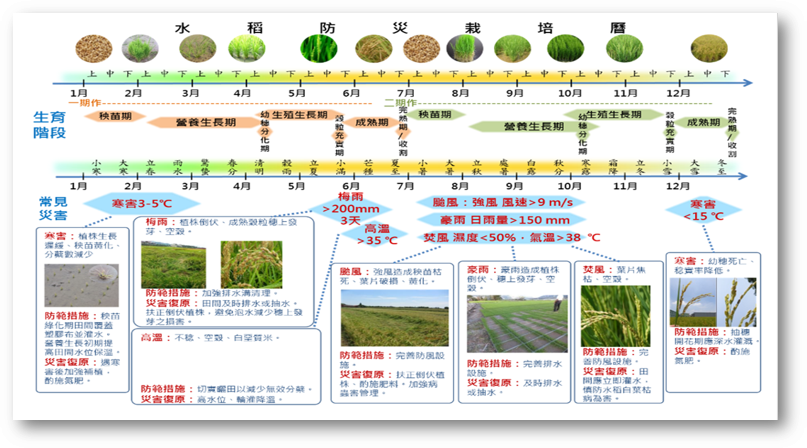 水稻防災栽培曆
上 中 下 上 中 下 上 中 下 上 中 下 上 中 下 上 中 下 上 中 下 上 中 下 上 中 下 上 中 下 上 中 下 上 中 下
1月 2月 3月 4月 5月 6月 7月 8月 9月 10月 11月 12月
一期作 二期作
生育階段
秧苗期 營養生長期 幼穗分化期 生殖生長期 穀粒充實期 成熟期 完熟期/收割
秧苗期 營養生長期 幼穗分化期 生殖生長期 穀粒充實期 成熟期 完熟期/收割
小寒 大寒 立春 雨水 驚蟄 春分 清明 穀雨 立夏 小滿 芒種 夏至 小暑 大暑 立秋 處暑 白露 秋分 寒露 霜降 立冬 小雪 大雪 冬至
1月 2月 3月 4月 5月 6月 7月 8月 9月 10月 11月 12月
常見災害
寒害3-5℃
梅雨
>200mm
3天
高溫
>35 ℃
颱風：強風 風速>9 m/s
豪雨 日雨量>150 mm
焚風 濕度<50%、氣溫>38 ℃
寒害
<15 ℃
寒害：植株生長
遲緩、秧苗黃化、
分蘗數減少
防範措施：秧苗
綠化期田間覆蓋
塑膠布並灌水。
營養生長初期提
高田間水位保溫。
災害復原：遇寒
害後加強補植、
酌施氮肥。
梅雨：植株倒伏、成熟穀粒穗上發
芽、空穀。
防範措施：加強排水溝清理。
災害復原：田間及時排水或抽水。
扶正倒伏植株，避免泡水減少穗上發
芽之損害。
高溫：不稔、空穀、白堊質米。
防範措施：切實曬田以減少無效分蘗。
災害復原：高水位、輪灌降溫。
颱風：強風造成秧苗枯
死、葉片破損、黃化。
防範措施：完善防風設
施。
災害復原：扶正倒伏植
株、酌施肥料。加強病
蟲害管理。
豪雨：豪雨造成植株
倒伏、穗上發芽、空
穀。
防範措施：完善排水
設施。
災害復原：及時排水
或抽水。
焚風：葉片焦
枯、空穀。
防範措施：完
善防風設施。
災害復原：田
間應立即灌水，
慎防水稻白葉枯
病為害。
寒害：幼穗死亡、
稔實率降低。
防範措施：抽穗
開花期應深水灌溉。
災害復原：酌施
氮肥。